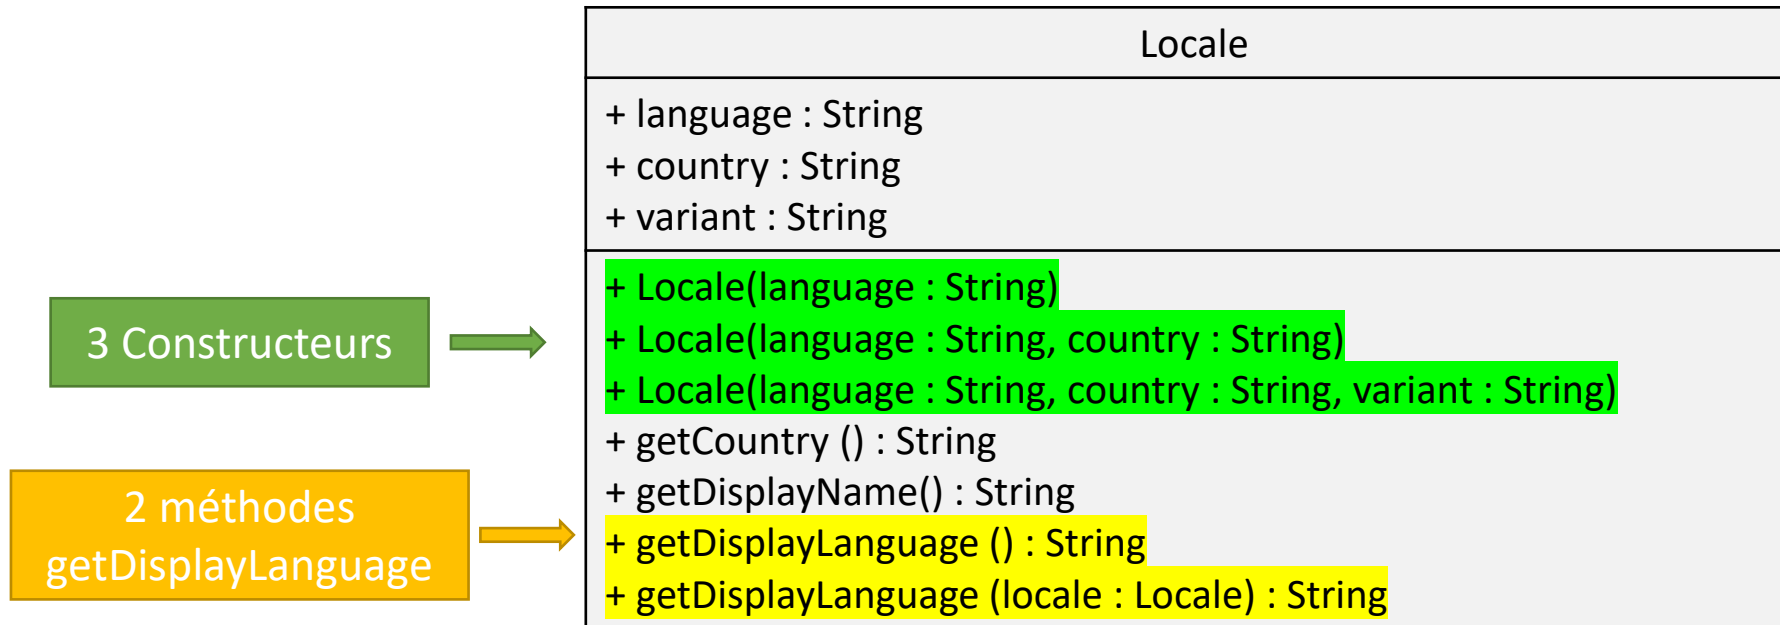 Locale
+ language : String
+ country : String
+ variant : String
3 Constructeurs
+ Locale(language : String)
+ Locale(language : String, country : String)
+ Locale(language : String, country : String, variant : String)
+ getCountry () : String
+ getDisplayName() : String
2 méthodes
getDisplayLanguage
+ getDisplayLanguage () : String
+ getDisplayLanguage (locale : Locale) : String